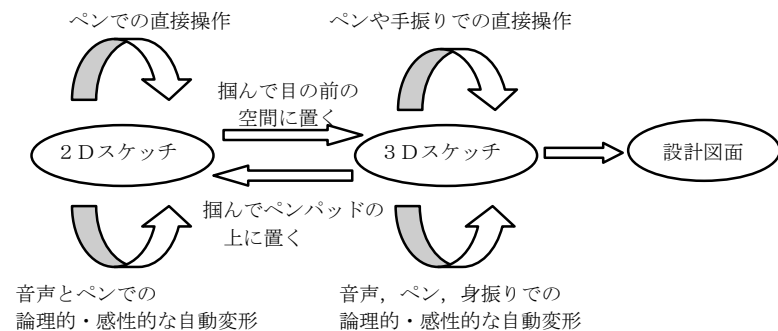 ペンでの直接操作
ペンや手振りでの直接操作
掴んで目の前の
空間に置く
２Ｄスケッチ
３Ｄスケッチ
設計図面
掴んでペンパッドの
上に置く
音声とペンでの
論理的・感性的な自動変形
音声，ペン，身振りでの
論理的・感性的な自動変形